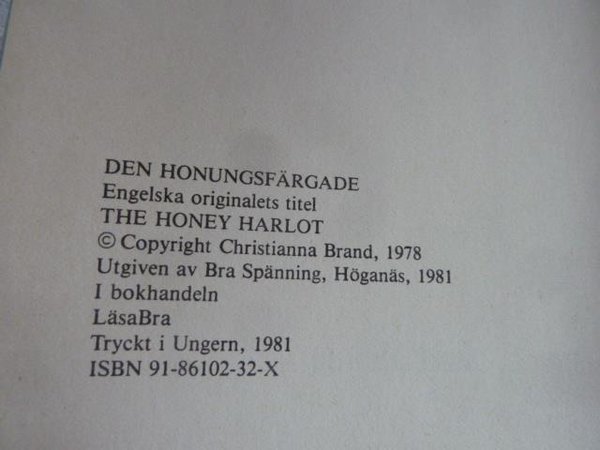 DEN HONUNGSFÄRGADE
Engelska originalets titel
THE HONEY HARLOT
© Copyright Christianna Brand, 1978
Utgiven av Bra Spänning, Höganäs, 1981
I bokhandeln
LäsaBra
Tryckt i Ungern, 1981
ISBN 91-86102-32-X